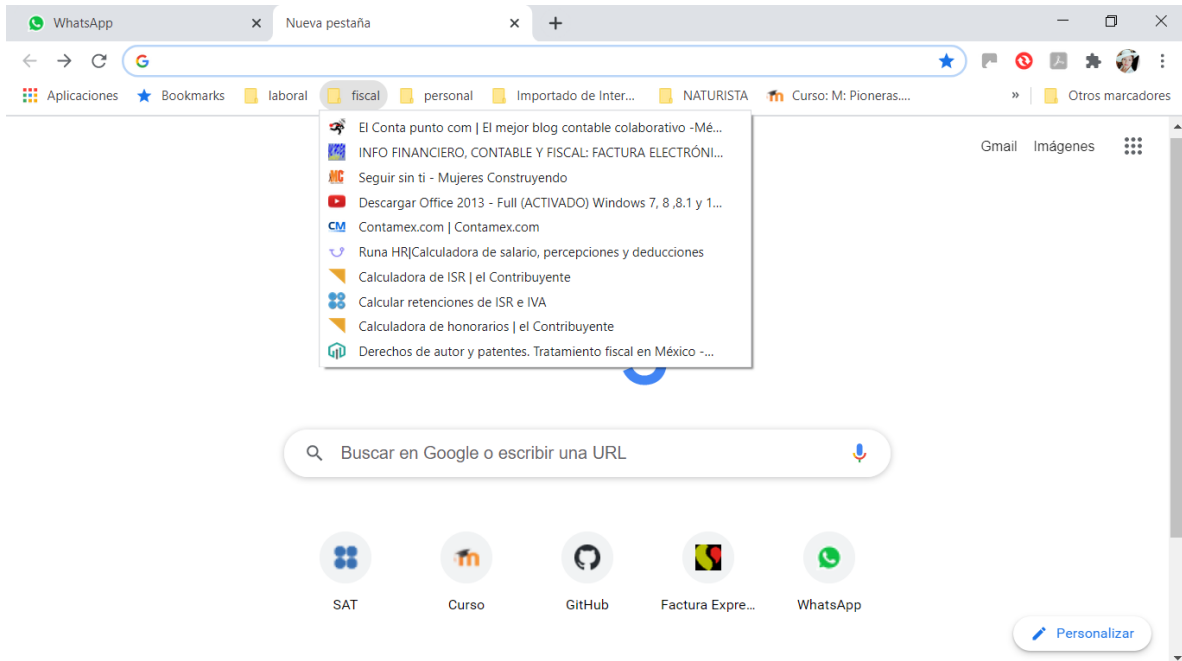 WhatsApp
Nueva pestaña
Aplicaciones Bookmarks laboral fiscal personal Importado de Inter... NATURISTA Curso: M: Pioneras.... » Otros marcadores
El Conta punto com | El mejor blog contable colaborativo -Mé...
INFO FINANCIERO, CONTABLE Y FISCAL: FACTURA ELECTRÓNI...
Seguir sin ti - Mujeres Construyendo
Descargar Office 2013 - Full (ACTIVADO) Windows 7, 8 ,8.1 y 1...
CM Contamex.com | Contamex.com
Runa HR|Calculadora de salario, percepciones y deducciones
Calculadora de ISR | el Contribuyente
Calcular retenciones de ISR e IVA
Calculadora de honorarios | el Contribuyente
Derechos de autor y patentes. Tratamiento fiscal en México -...
Gmail Imágenes
Buscar en Google o escribir una URL
SAT Curso GitHub Factura Expre... WhatsApp
Personalizar